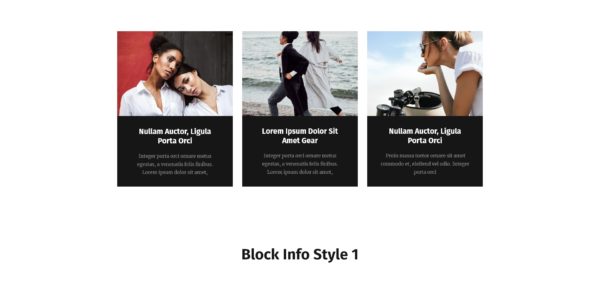 Nullam Auctor, Ligula
Porta Orci
Integer porta orci ornare metus
egestas, a venenatis felis finibus.
Lorem ipsum dolor sit amet,
Lorem Ipsum Dolor Sit
Amet Gear
Integer porta orci ornare metus
egestas, a venenatis felis finibus.
Lorem ipsum dolor sit amet,
Nullam Auctor, Ligula
Porta Orci
Proin massa tortor ornare sit amet
commodo et, eleifend vel odio. Integer
porta orci
Block Info Style 1